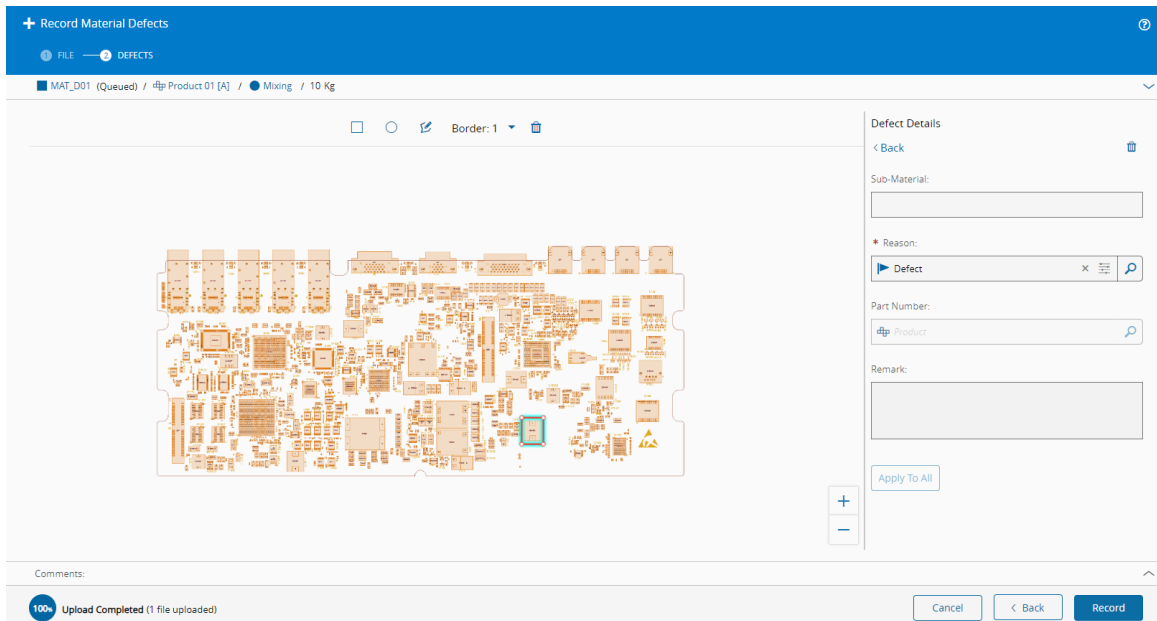 Record Material Defects
1 FILE 2 DEFECTS
MAT_D01 (Queued) / Product 01 [A] / Mixing / 10 Kg
Border: 1
Defect Details
< Back
Sub-Material:
* Reason:
Defect
Part Number:
Product
Remark:
Apply To All
Comments:
100% Upload Completed (1 file uploaded)
Cancel < Back Record